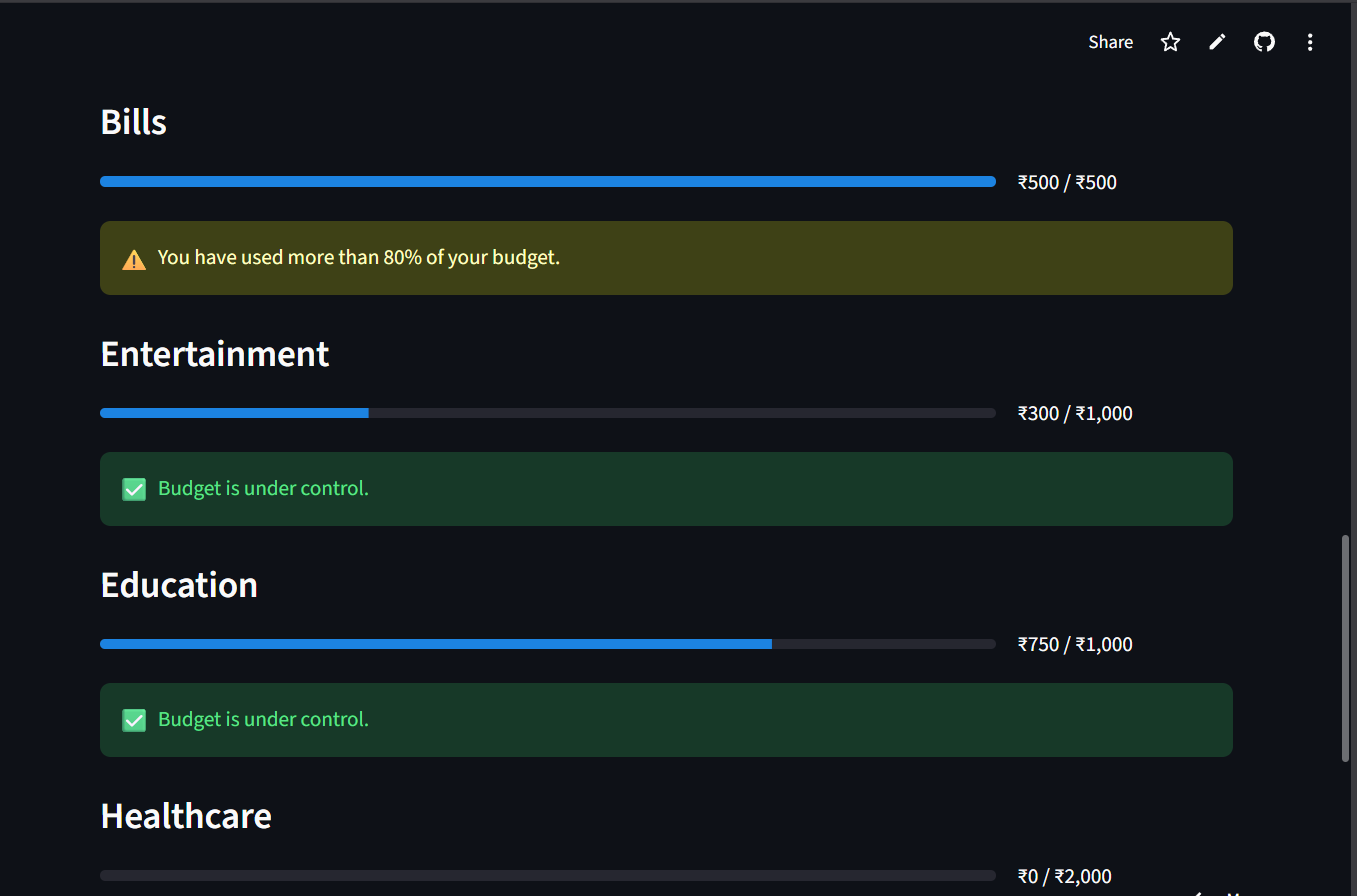 Share
Bills
₹500 / ₹500
You have used more than 80% of your budget.
Entertainment
₹300 / ₹1,000
Budget is under control.
Education
₹750 / ₹1,000
Budget is under control.
Healthcare
₹0 / ₹2,000